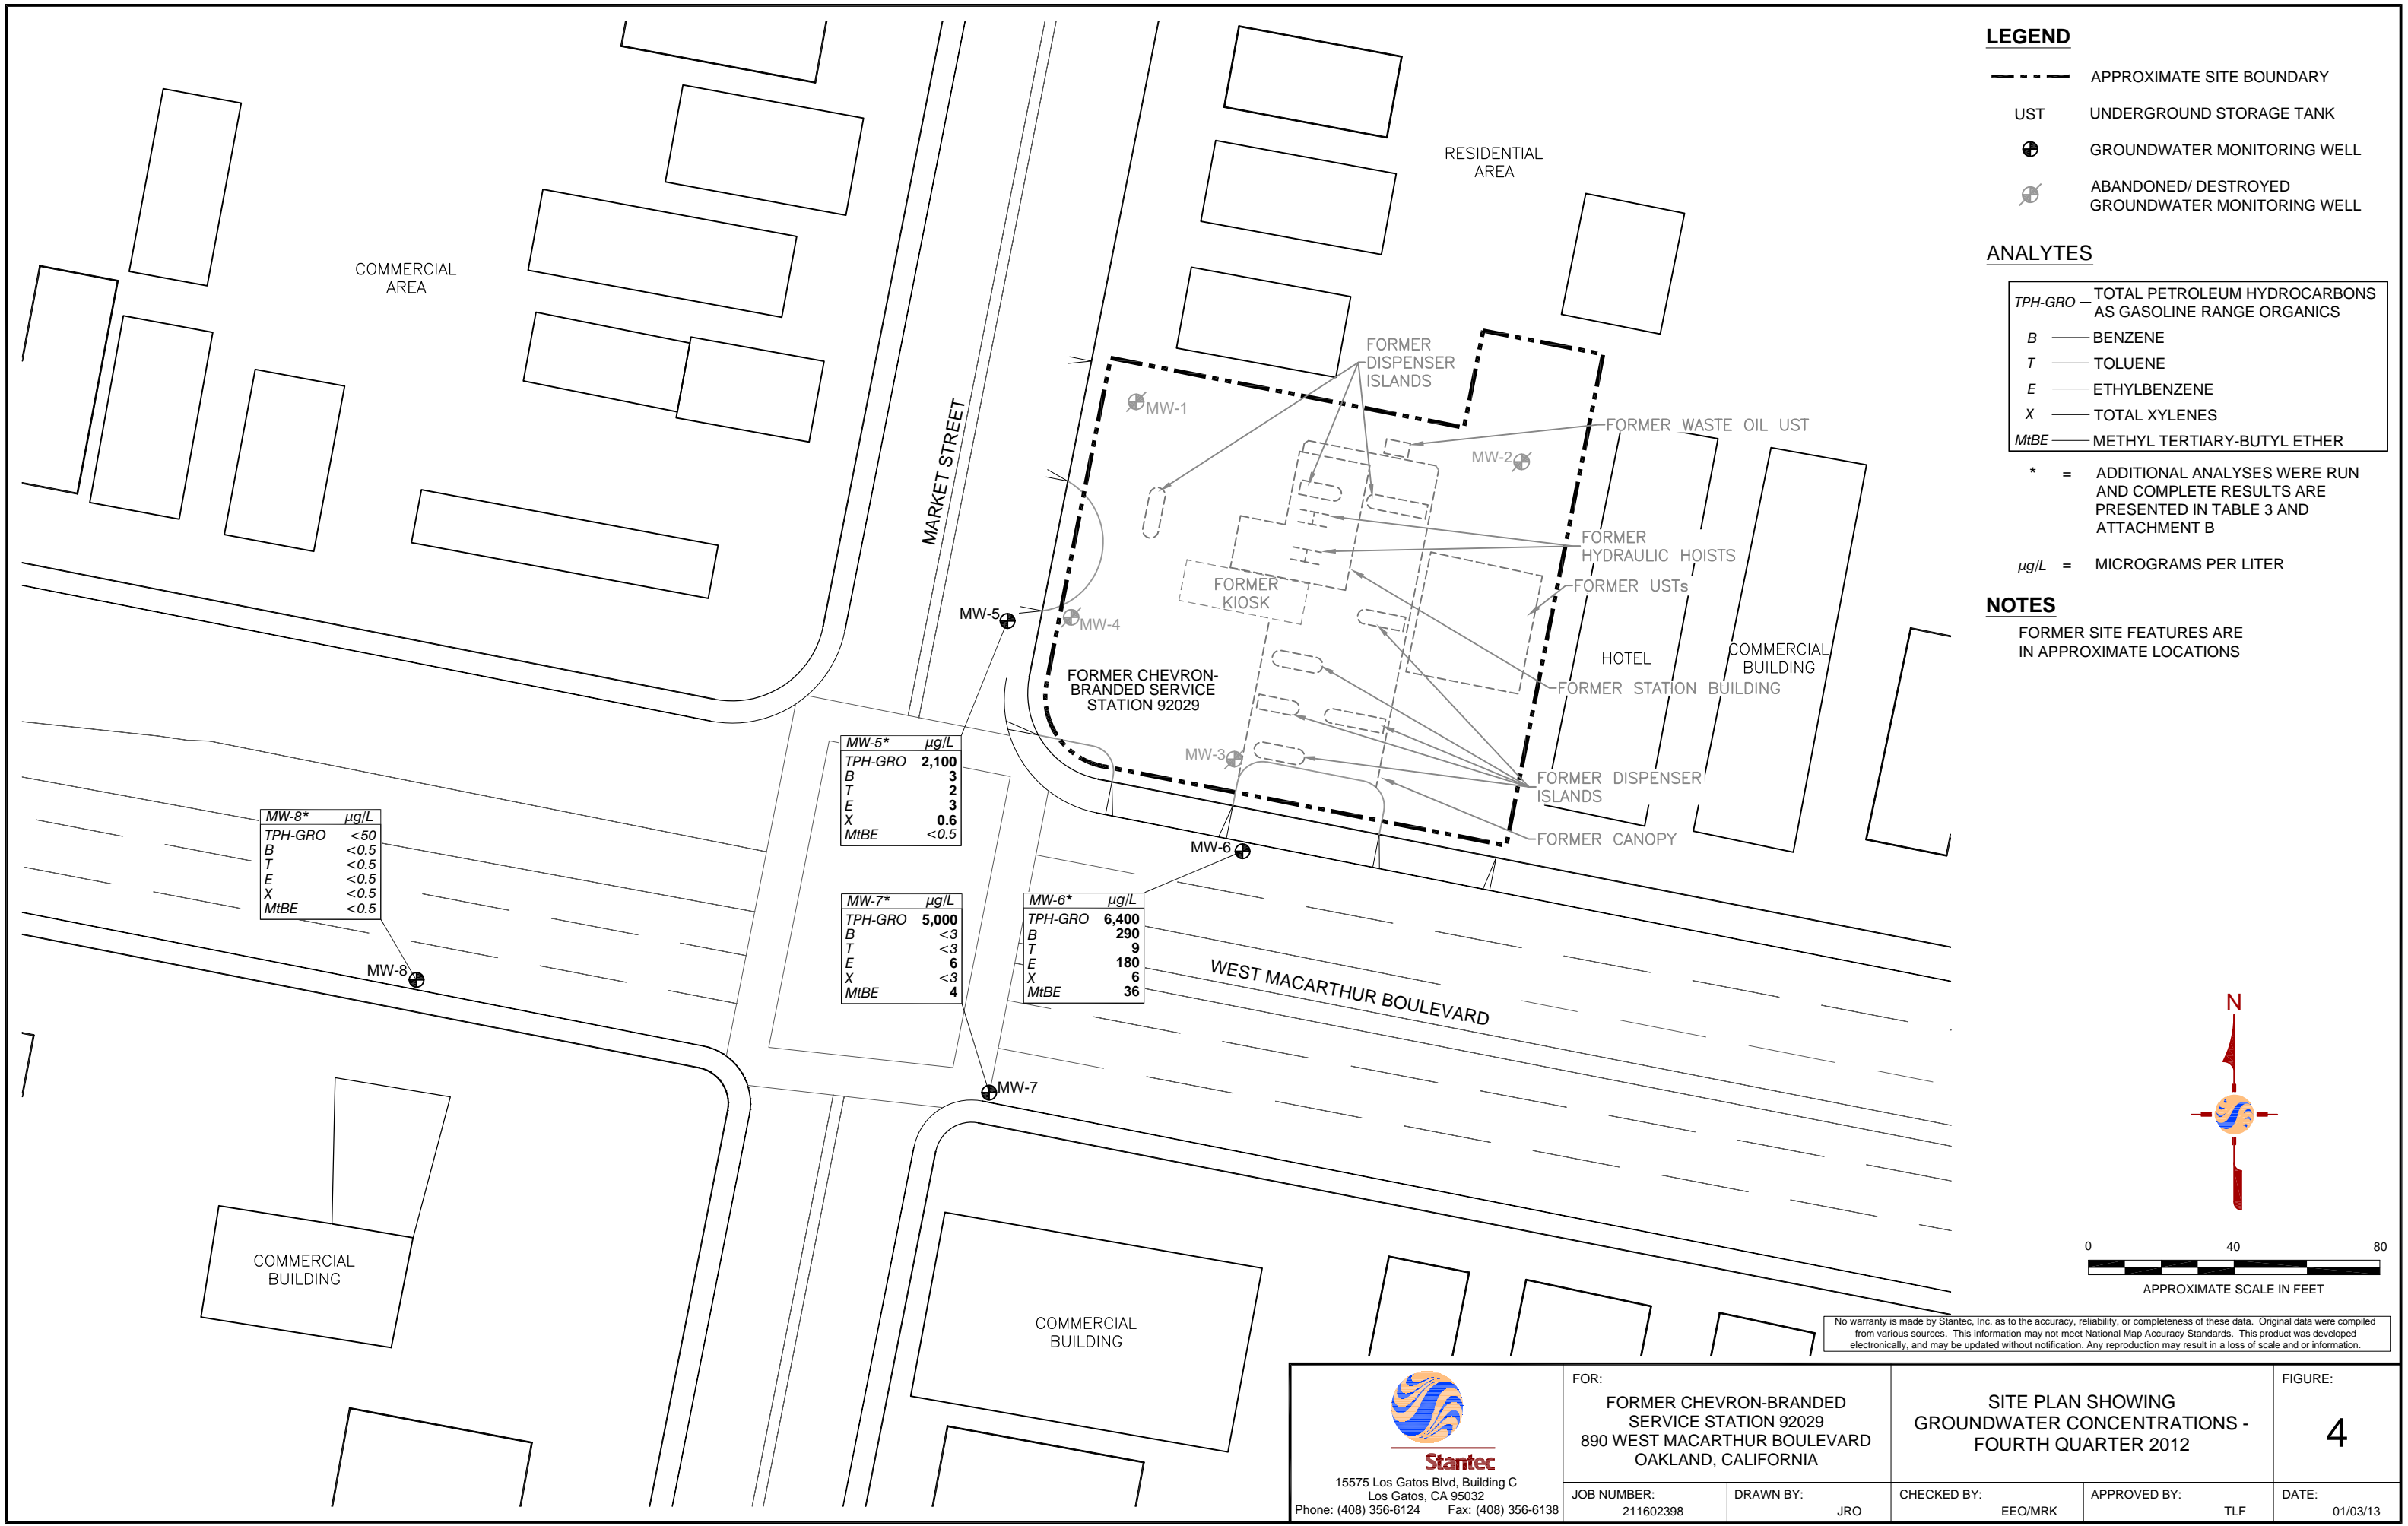 LEGEND
APPROXIMATE SITE BOUNDARY
UST UNDERGROUND STORAGE TANK
GROUNDWATER MONITORING WELL
ABANDONED/ DESTROYED
GROUNDWATER MONITORING WELL
ANALYTES
TPH-GRO TOTAL PETROLEUM HYDROCARBONS
AS GASOLINE RANGE ORGANICS
B BENZENE
T TOLUENE
E ETHYLBENZENE
X TOTAL XYLENES
MtBE METHYL TERTIARY-BUTYL ETHER
* = ADDITIONAL ANALYSES WERE RUN
AND COMPLETE RESULTS ARE
PRESENTED IN TABLE 3 AND
ATTACHMENT B
µg/L = MICROGRAMS PER LITER
NOTES
FORMER SITE FEATURES ARE
IN APPROXIMATE LOCATIONS
RESIDENTIAL
AREA
COMMERCIAL
AREA
MARKET STREET
FORMER
DISPENSER
ISLANDS
MW-1
FORMER WASTE OIL UST
MW-2
FORMER
HYDRAULIC HOISTS
FORMER USTs
FORMER
KIOSK
MW-5
MW-4
HOTEL
COMMERCIAL
BUILDING
FORMER CHEVRON-
BRANDED SERVICE
STATION 92029
FORMER STATION BUILDING
MW-3
FORMER DISPENSER
ISLANDS
FORMER CANOPY
MW-6
MW-5* µg/L
TPH-GRO 2,100
B 3
T 2
E 3
X 0.6
MtBE <0.5
MW-8* µg/L
TPH-GRO <50
B <0.5
T <0.5
E <0.5
X <0.5
MtBE <0.5
MW-7* µg/L
TPH-GRO 5,000
B <3
T <3
E 6
X <3
MtBE 4
MW-6* µg/L
TPH-GRO 6,400
B 290
T 9
E 180
X 6
MtBE 36
MW-8
WEST MACARTHUR BOULEVARD
MW-7
COMMERCIAL
BUILDING
COMMERCIAL
BUILDING
N
0 40 80
APPROXIMATE SCALE IN FEET
No warranty is made by Stantec, Inc. as to the accuracy, reliability, or completeness of these data. Original data were compiled
from various sources. This information may not meet National Map Accuracy Standards. This product was developed
electronically, and may be updated without notification. Any reproduction may result in a loss of scale and or information.
Stantec
15575 Los Gatos Blvd, Building C
Los Gatos, CA 95032
Phone: (408) 356-6124 Fax: (408) 356-6138
FOR:
FORMER CHEVRON-BRANDED
SERVICE STATION 92029
890 WEST MACARTHUR BOULEVARD
OAKLAND, CALIFORNIA
SITE PLAN SHOWING
GROUNDWATER CONCENTRATIONS -
FOURTH QUARTER 2012
FIGURE:
4
JOB NUMBER:
211602398
DRAWN BY:
JRO
CHECKED BY:
EEO/MRK
APPROVED BY:
TLF
DATE:
01/03/13